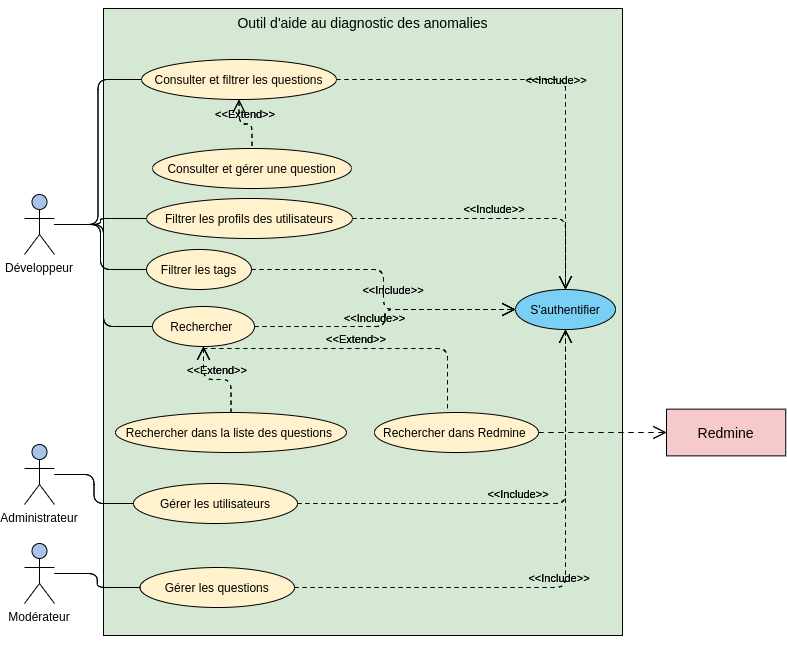 Outil d'aide au diagnostic des anomalies
Consulter et filtrer les questions
<<Include>>
<<Extend>>
Consulter et gérer une question
<<Include>>
Filtrer les profils des utilisateurs
Développeur
Filtrer les tags
<<Include>>
S'authentifier
<<Include>>
Rechercher
<<Extend>>
<<Extend>>
Rechercher dans la liste des questions
Rechercher dans Redmine
Redmine
<<Include>>
Gérer les utilisateurs
Administrateur
<<Include>>
Gérer les questions
Modérateur